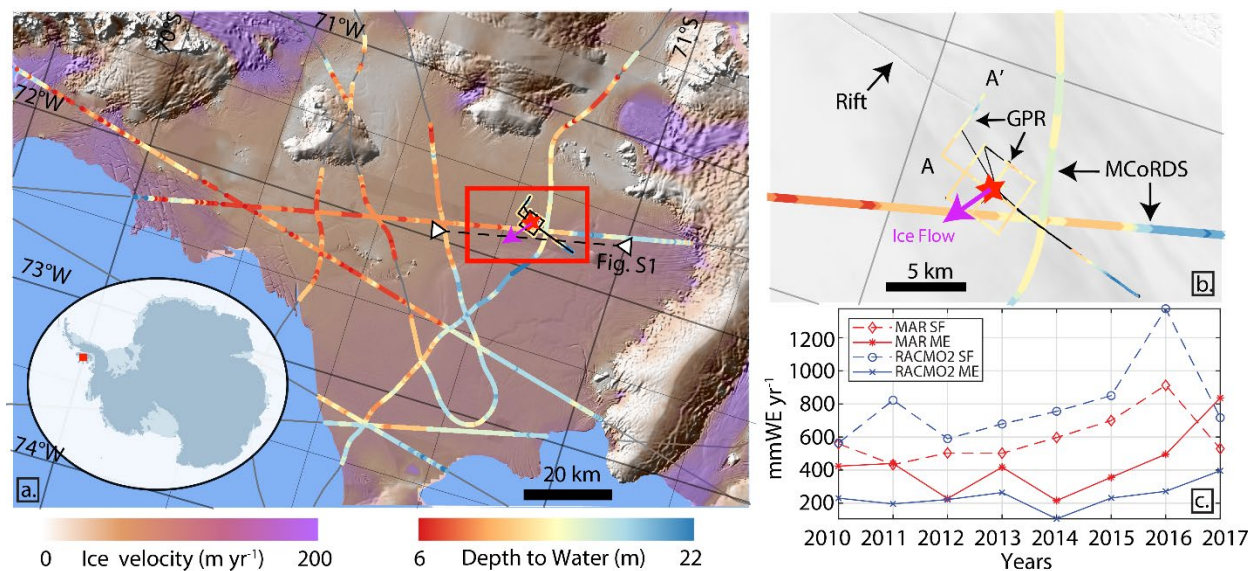 71°W
70°S
71°S
72°W
73°W
74°W
Fig. S1
20 km
a.
0 Ice velocity (m yr⁻¹) 200
6 Depth to Water (m) 22
Rift
A'
GPR
A
MCoRDS
Ice Flow
5 km
b.
MAR SF
MAR ME
RACMO2 SF
RACMO2 ME
1200
1000
800
600
400
200
mmWE yr⁻¹
c.
2010 2011 2012 2013 2014 2015 2016 2017
Years